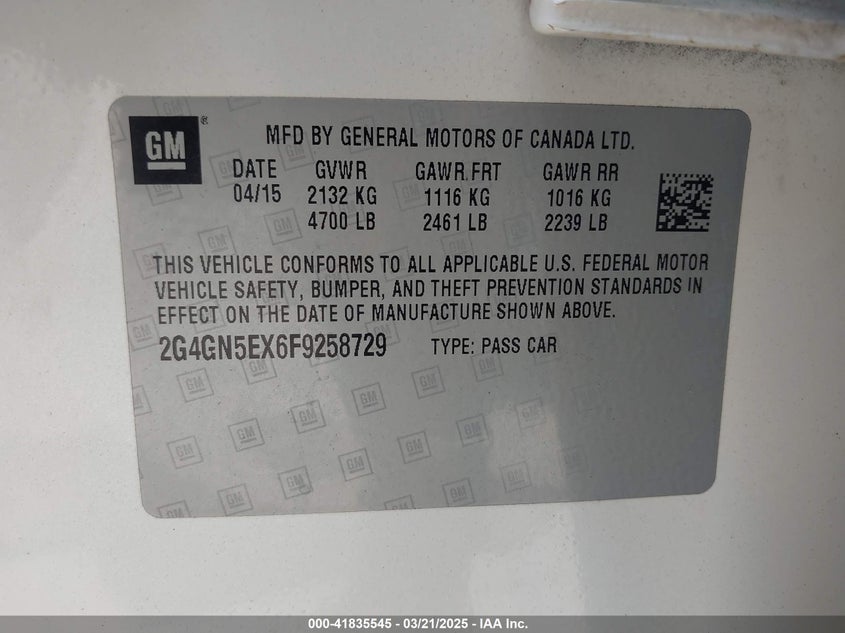 GM ®
MFD BY GENERAL MOTORS OF CANADA LTD.
DATE GVWR GAWR.FRT GAWR RR
04/15 2132 KG 1116 KG 1016 KG
4700 LB 2461 LB 2239 LB
THIS VEHICLE CONFORMS TO ALL APPLICABLE U.S. FEDERAL MOTOR
VEHICLE SAFETY, BUMPER, AND THEFT PREVENTION STANDARDS IN
EFFECT ON THE DATE OF MANUFACTURE SHOWN ABOVE.
2G4GN5EX6F9258729 TYPE: PASS CAR
000-41835545 - 03/21/2025 - IAA Inc.